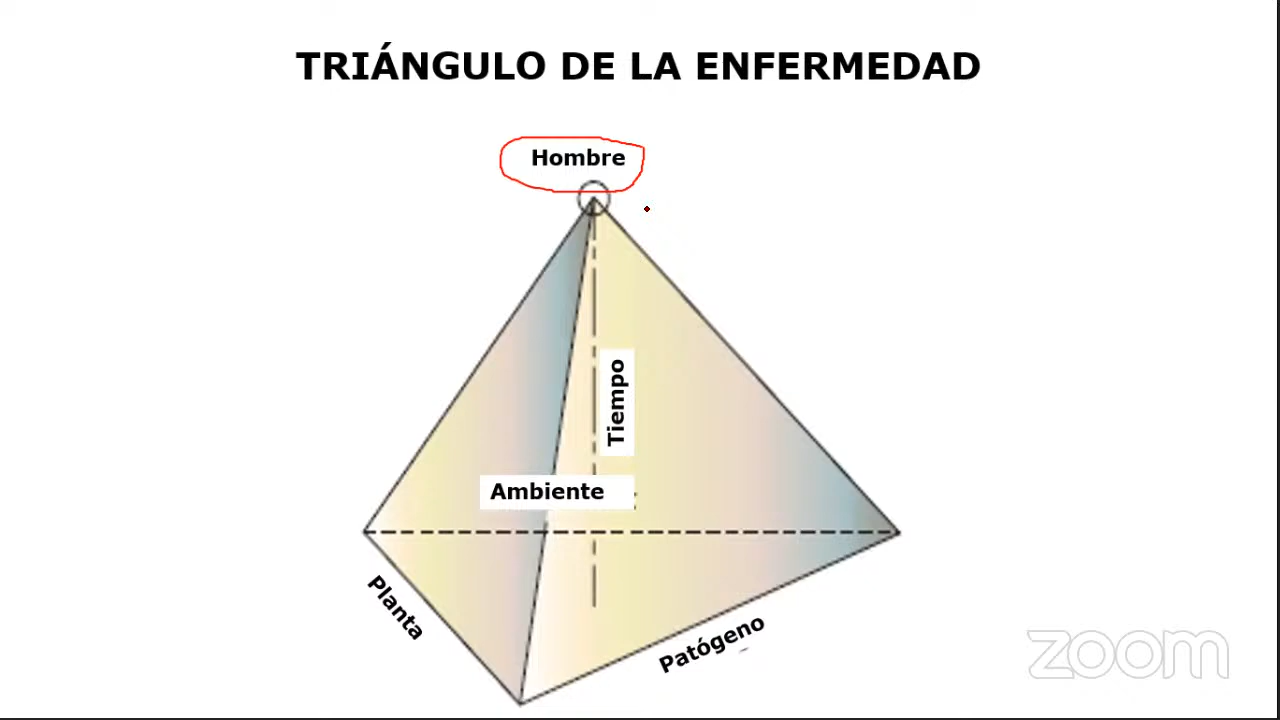 TRIÁNGULO DE LA ENFERMEDAD
Hombre
Tiempo
Ambiente
Planta
Patógeno
zoom